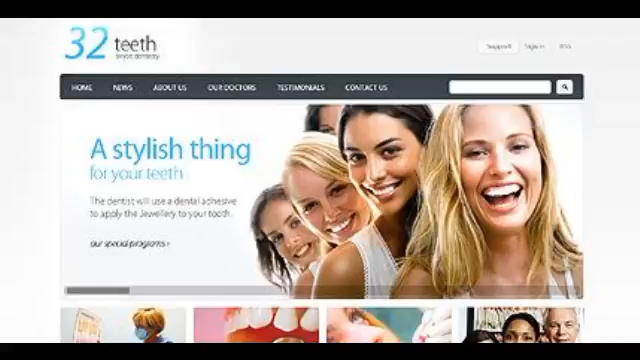 32 teeth
Support Sign In RSS
HOME NEWS ABOUT US OUR DOCTORS TESTIMONIALS CONTACT US
A stylish thing
for your teeth
The dentist will use a dental adhesive
to apply the Jewellery to your tooth.
our special programs